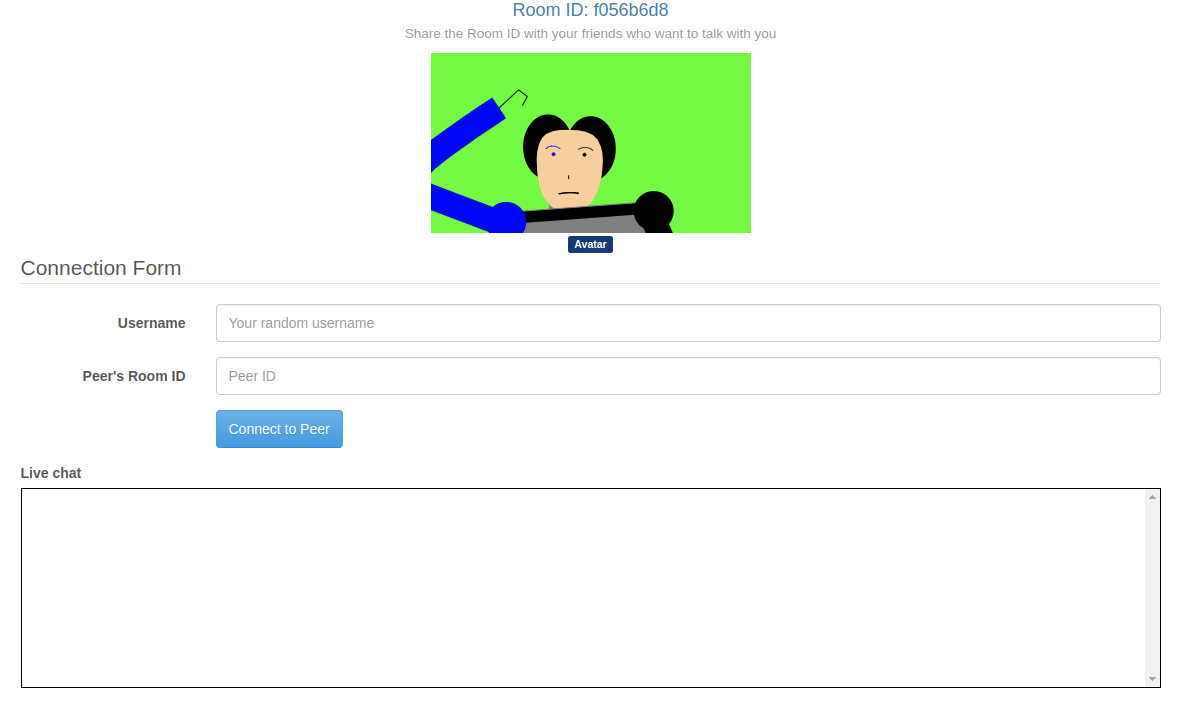 Room ID: f056b6d8
Share the Room ID with your friends who want to talk with you
Avatar
Connection Form
Username
Your random username
Peer's Room ID
Peer ID
Connect to Peer
Live chat